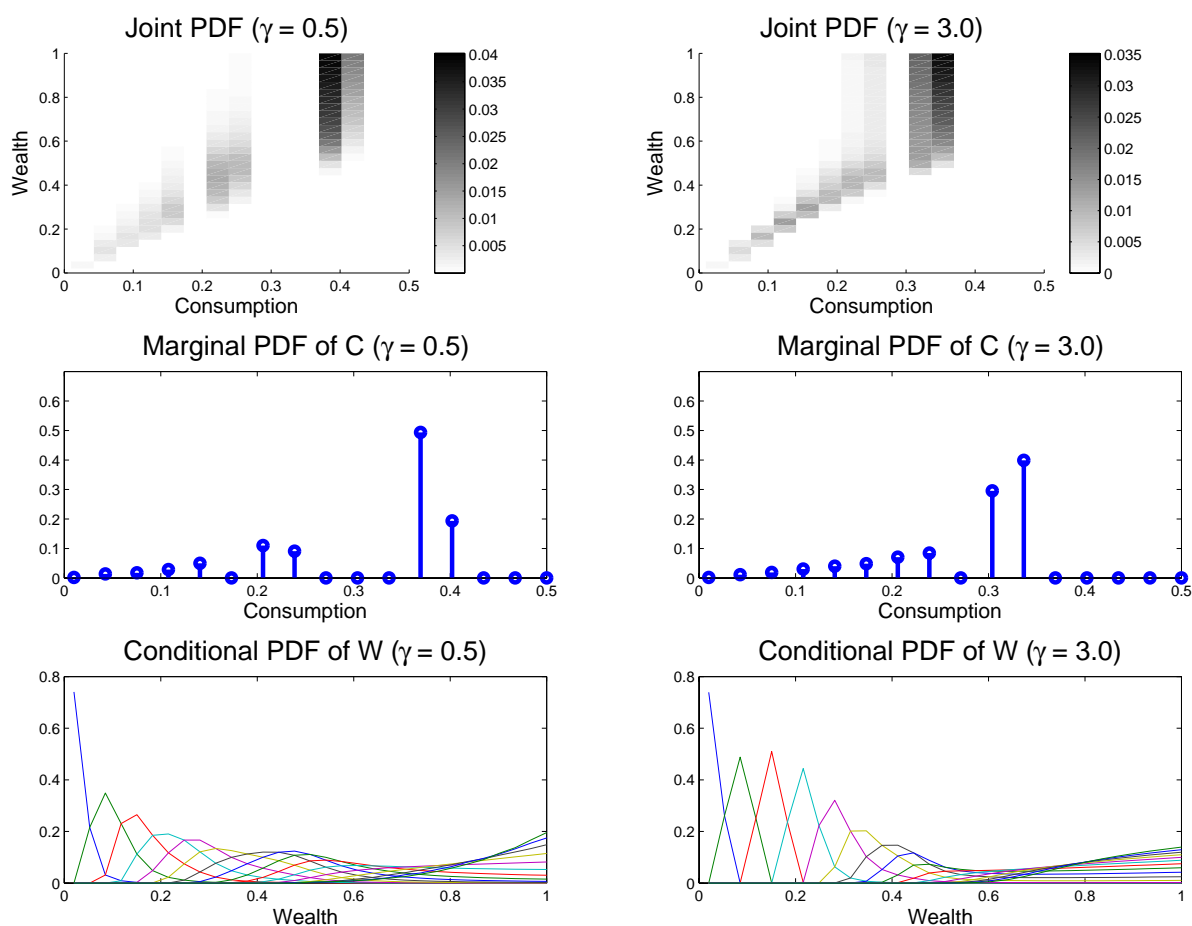 Joint PDF (γ = 0.5)
1
0.8
0.6
0.4
0.2
0
Wealth
0 0.1 0.2 0.3 0.4 0.5
Consumption
0.04
0.035
0.03
0.025
0.02
0.015
0.01
0.005
Joint PDF (γ = 3.0)
1
0.8
0.6
0.4
0.2
0
Wealth
0 0.1 0.2 0.3 0.4 0.5
Consumption
0.035
0.03
0.025
0.02
0.015
0.01
0.005
0
Marginal PDF of C (γ = 0.5)
0.6
0.5
0.4
0.3
0.2
0.1
0
0 0.1 0.2 0.3 0.4 0.5
Consumption
Marginal PDF of C (γ = 3.0)
0.6
0.5
0.4
0.3
0.2
0.1
0
0 0.1 0.2 0.3 0.4 0.5
Consumption
Conditional PDF of W (γ = 0.5)
0.8
0.6
0.4
0.2
0
0 0.2 0.4 0.6 0.8 1
Wealth
Conditional PDF of W (γ = 3.0)
0.8
0.6
0.4
0.2
0
0 0.2 0.4 0.6 0.8 1
Wealth